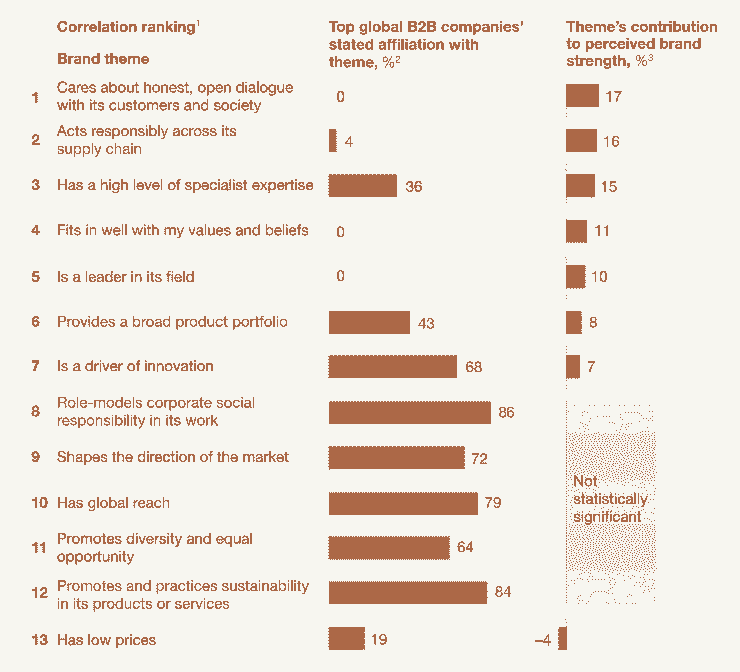 Correlation ranking¹
Brand theme
Top global B2B companies'
stated affiliation with
theme, %²
Theme's contribution
to perceived brand
strength, %³
1 Cares about honest, open dialogue
with its customers and society
0
17
2 Acts responsibly across its
supply chain
4
16
3 Has a high level of specialist expertise
36
15
4 Fits in well with my values and beliefs
0
11
5 Is a leader in its field
0
10
6 Provides a broad product portfolio
43
8
7 Is a driver of innovation
68
7
8 Role-models corporate social
responsibility in its work
86
9 Shapes the direction of the market
72
10 Has global reach
79
Not
statistically
significant
11 Promotes diversity and equal
opportunity
64
12 Promotes and practices sustainability
in its products or services
84
13 Has low prices
19
–4